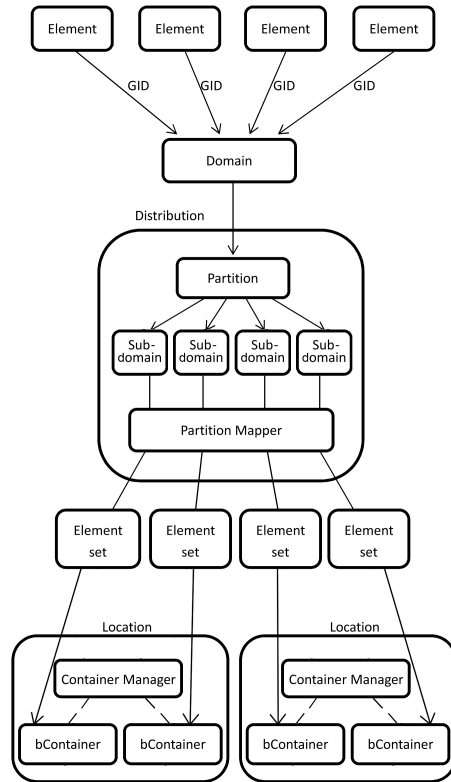 Element
Element
Element
Element
GID
GID
GID
GID
Domain
Distribution
Partition
Sub-
domain
Sub-
domain
Sub-
domain
Sub-
domain
Partition Mapper
Element
set
Element
set
Element
set
Element
set
Location
Container Manager
bContainer
bContainer
Location
Container Manager
bContainer
bContainer